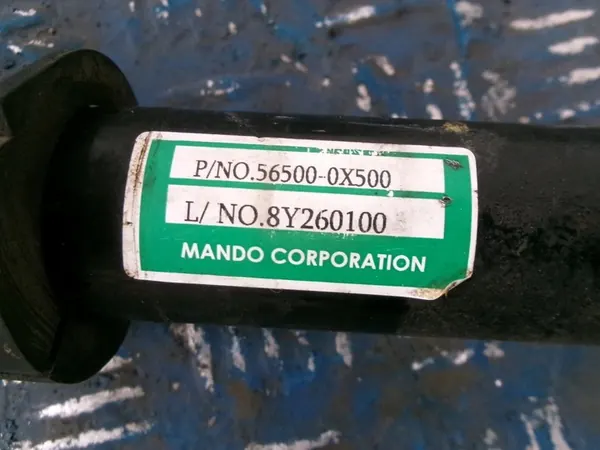 P/NO.56500-0X500
L/ NO.8Y260100
MANDO CORPORATION